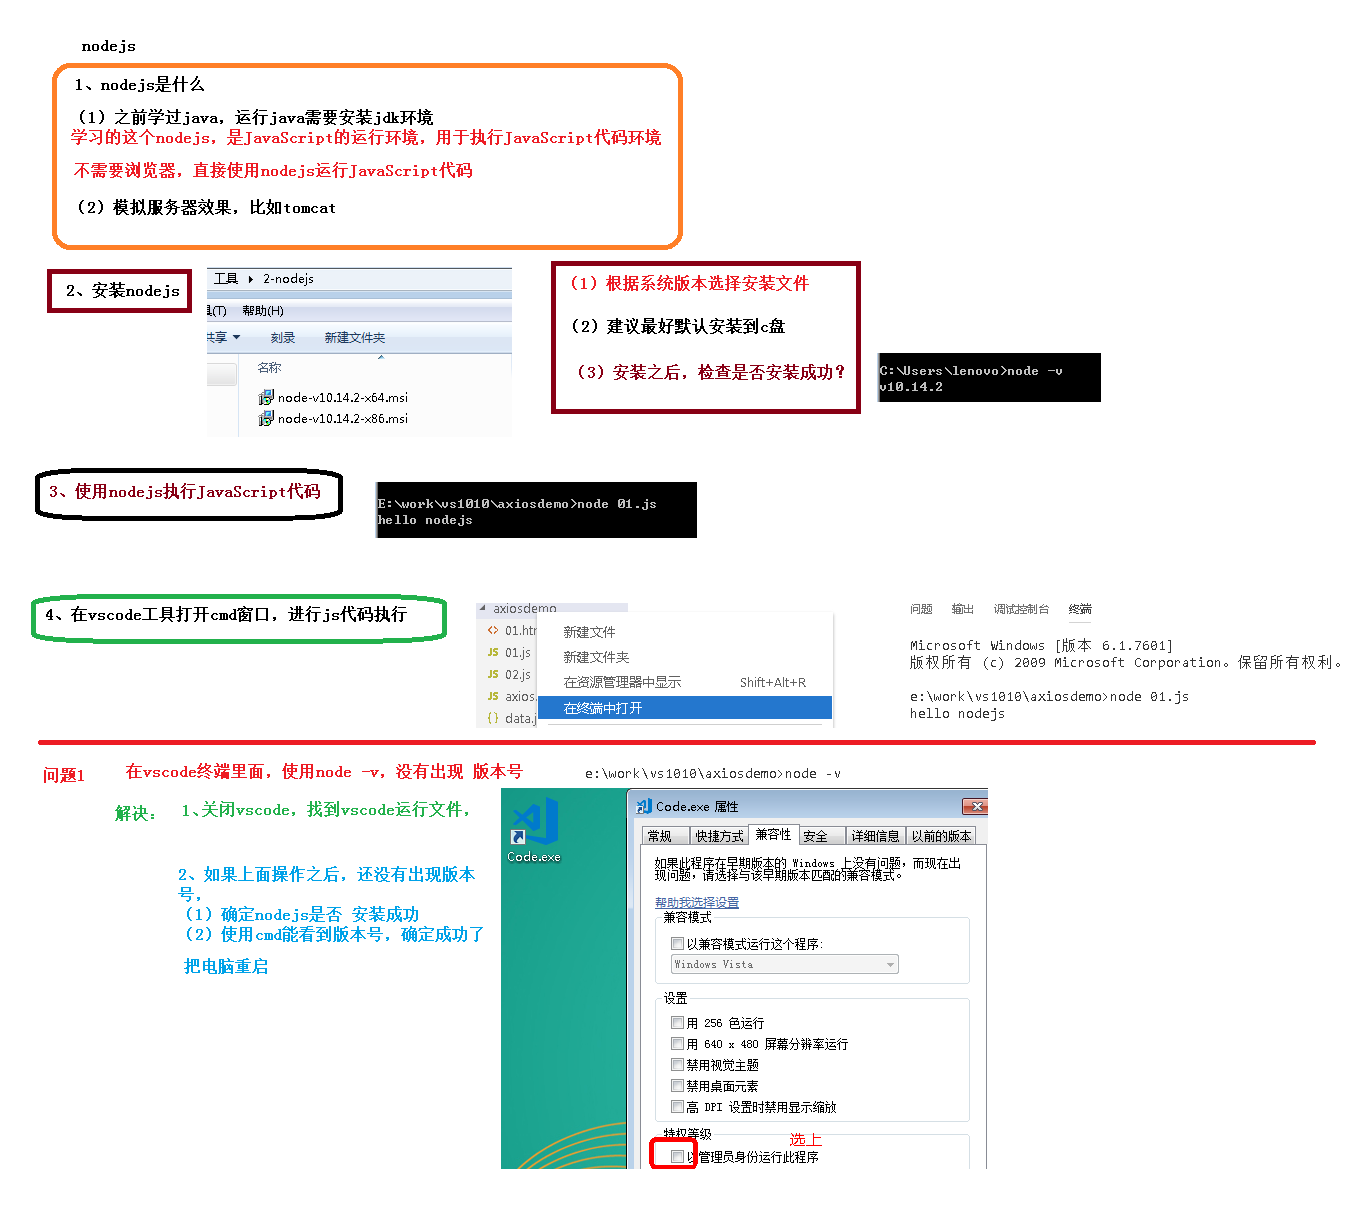 nodejs
1、nodejs是什么
（1）之前学过java，运行java需要安装jdk环境
学习的这个nodejs，是JavaScript的运行环境，用于执行JavaScript代码环境
不需要浏览器，直接使用nodejs运行JavaScript代码
（2）模拟服务器效果，比如tomcat
2、安装nodejs
工具 ▸ 2-nodejs
(T) 帮助(H)
共享 刻录 新建文件夹
名称
node-v10.14.2-x64.msi
node-v10.14.2-x86.msi
（1）根据系统版本选择安装文件
（2）建议最好默认安装到c盘
（3）安装之后，检查是否安装成功？
C:\Users\lenovo>node -v
v10.14.2
3、使用nodejs执行JavaScript代码
E:\work\vs1010\axiosdemo>node 01.js
hello nodejs
4、在vscode工具打开cmd窗口，进行js代码执行
axiosdemo
<> 01.htm
JS 01.js
JS 02.js
JS axios.
{} data.j
新建文件
新建文件夹
在资源管理器中显示 Shift+Alt+R
在终端中打开
问题 输出 调试控制台 终端
Microsoft Windows [版本 6.1.7601]
版权所有 (c) 2009 Microsoft Corporation。保留所有权利。
e:\work\vs1010\axiosdemo>node 01.js
hello nodejs
问题1
在vscode终端里面，使用node -v，没有出现 版本号
e:\work\vs1010\axiosdemo>node -v
解决：
1、关闭vscode，找到vscode运行文件，
2、如果上面操作之后，还没有出现版本
号，
（1）确定nodejs是否 安装成功
（2）使用cmd能看到版本号，确定成功了
把电脑重启
Code.exe
Code.exe 属性
常规 快捷方式 兼容性 安全 详细信息 以前的版本
如果此程序在早期版本的 Windows 上没有问题，而现在出
现问题，请选择与该早期版本匹配的兼容模式。
帮助我选择设置
兼容模式
以兼容模式运行这个程序:
Windows Vista
设置
用 256 色运行
用 640 x 480 屏幕分辨率运行
禁用视觉主题
禁用桌面元素
高 DPI 设置时禁用显示缩放
特权等级
选上
以管理员身份运行此程序